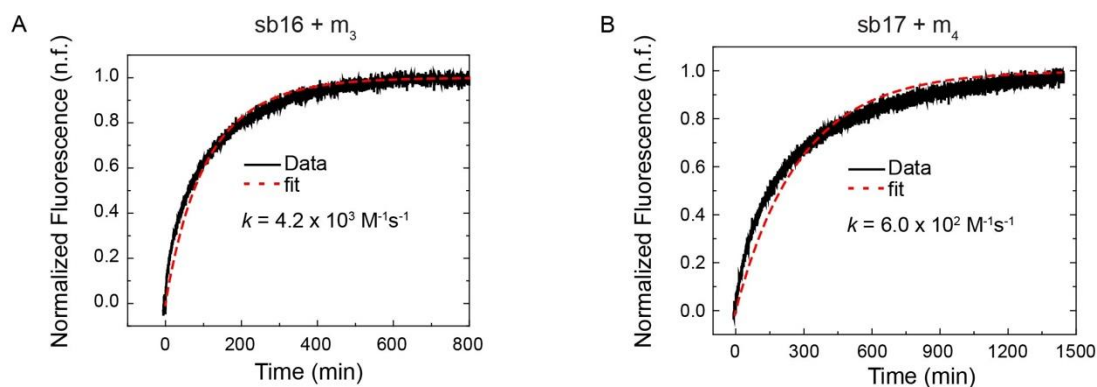 A
sb16 + m₃
Normalized Fluorescence (n.f.)
1.0
0.8
0.6
0.4
0.2
0.0
Data
fit
k = 4.2 x 10³ M⁻¹s⁻¹
0 200 400 600 800
Time (min)
B
sb17 + m₄
Normalized Fluorescence (n.f.)
1.0
0.8
0.6
0.4
0.2
0.0
Data
fit
k = 6.0 x 10² M⁻¹s⁻¹
0 300 600 900 1200 1500
Time (min)